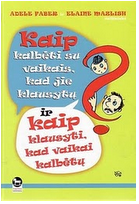 ADELE FABER ELAINE MAZLISH
Kaip
kalbėti su
vaikais,
kad jie
klausytų
ir
kaip
klausyti,
kad vaikai
kalbėtų
?